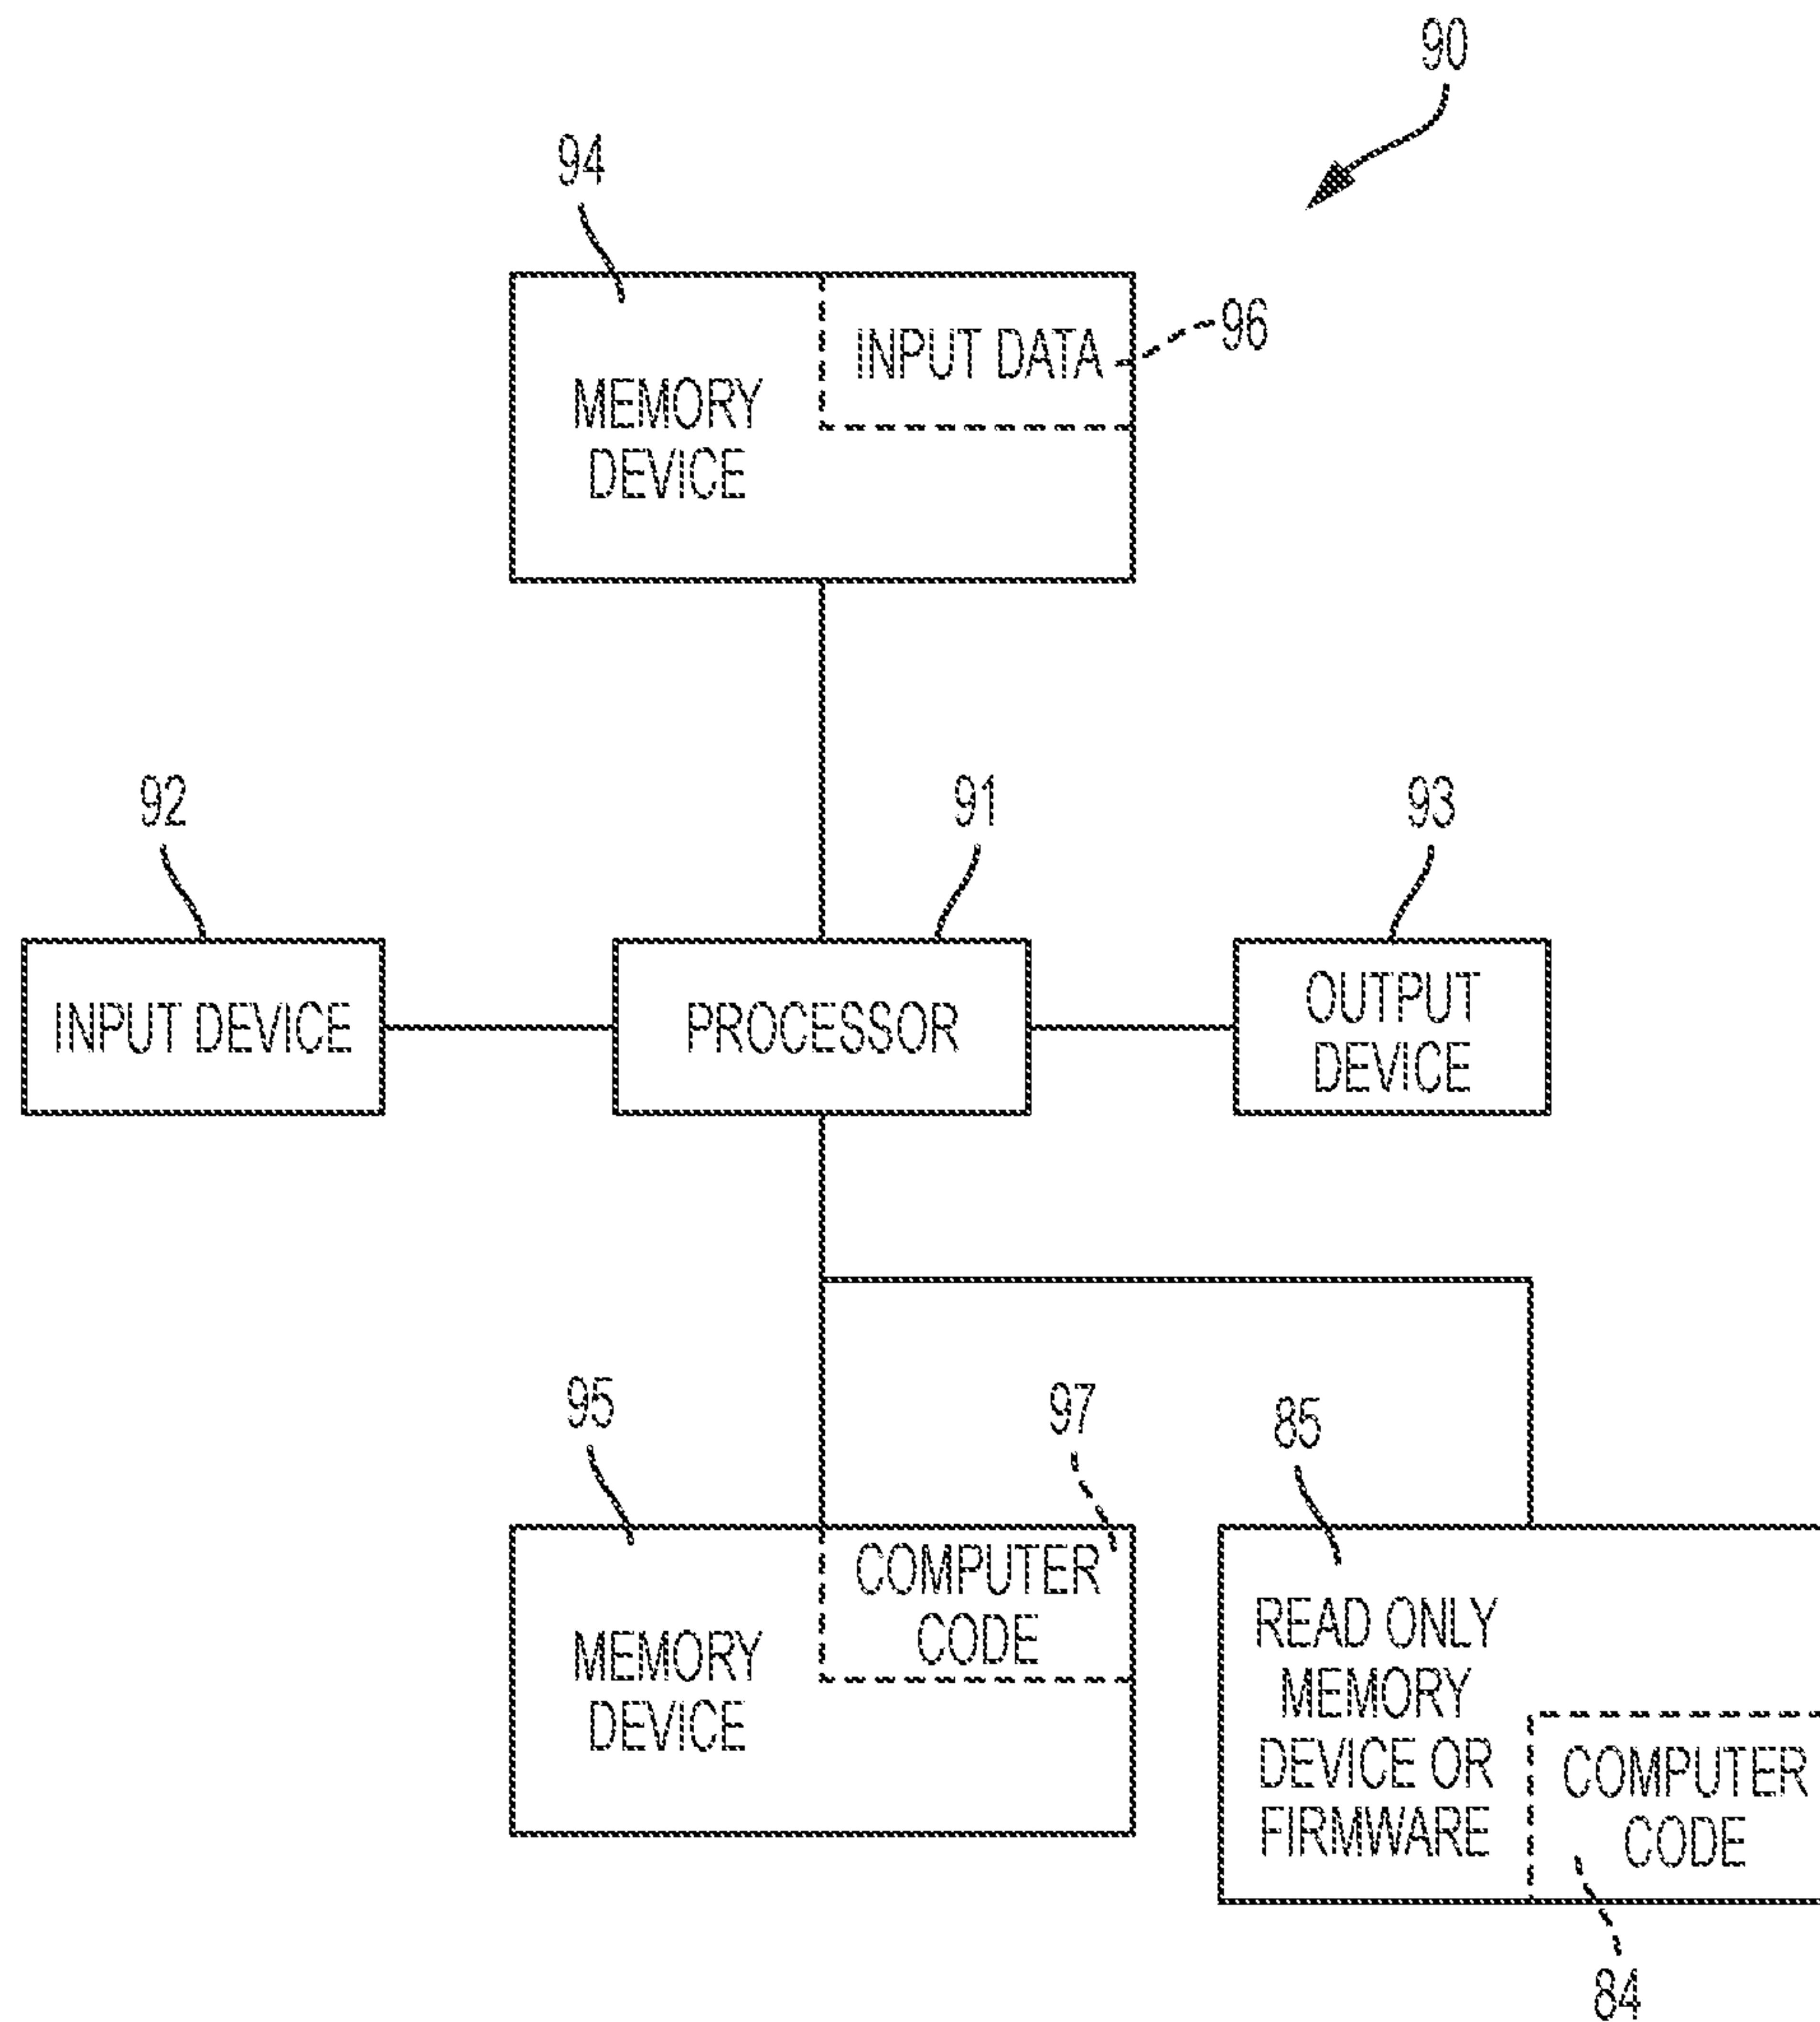 90
94
INPUT DATA
96
MEMORY
DEVICE
92
91
93
INPUT DEVICE
PROCESSOR
OUTPUT
DEVICE
95
97
85
COMPUTER
CODE
MEMORY
DEVICE
READ ONLY
MEMORY
DEVICE OR
FIRMWARE
COMPUTER
CODE
84